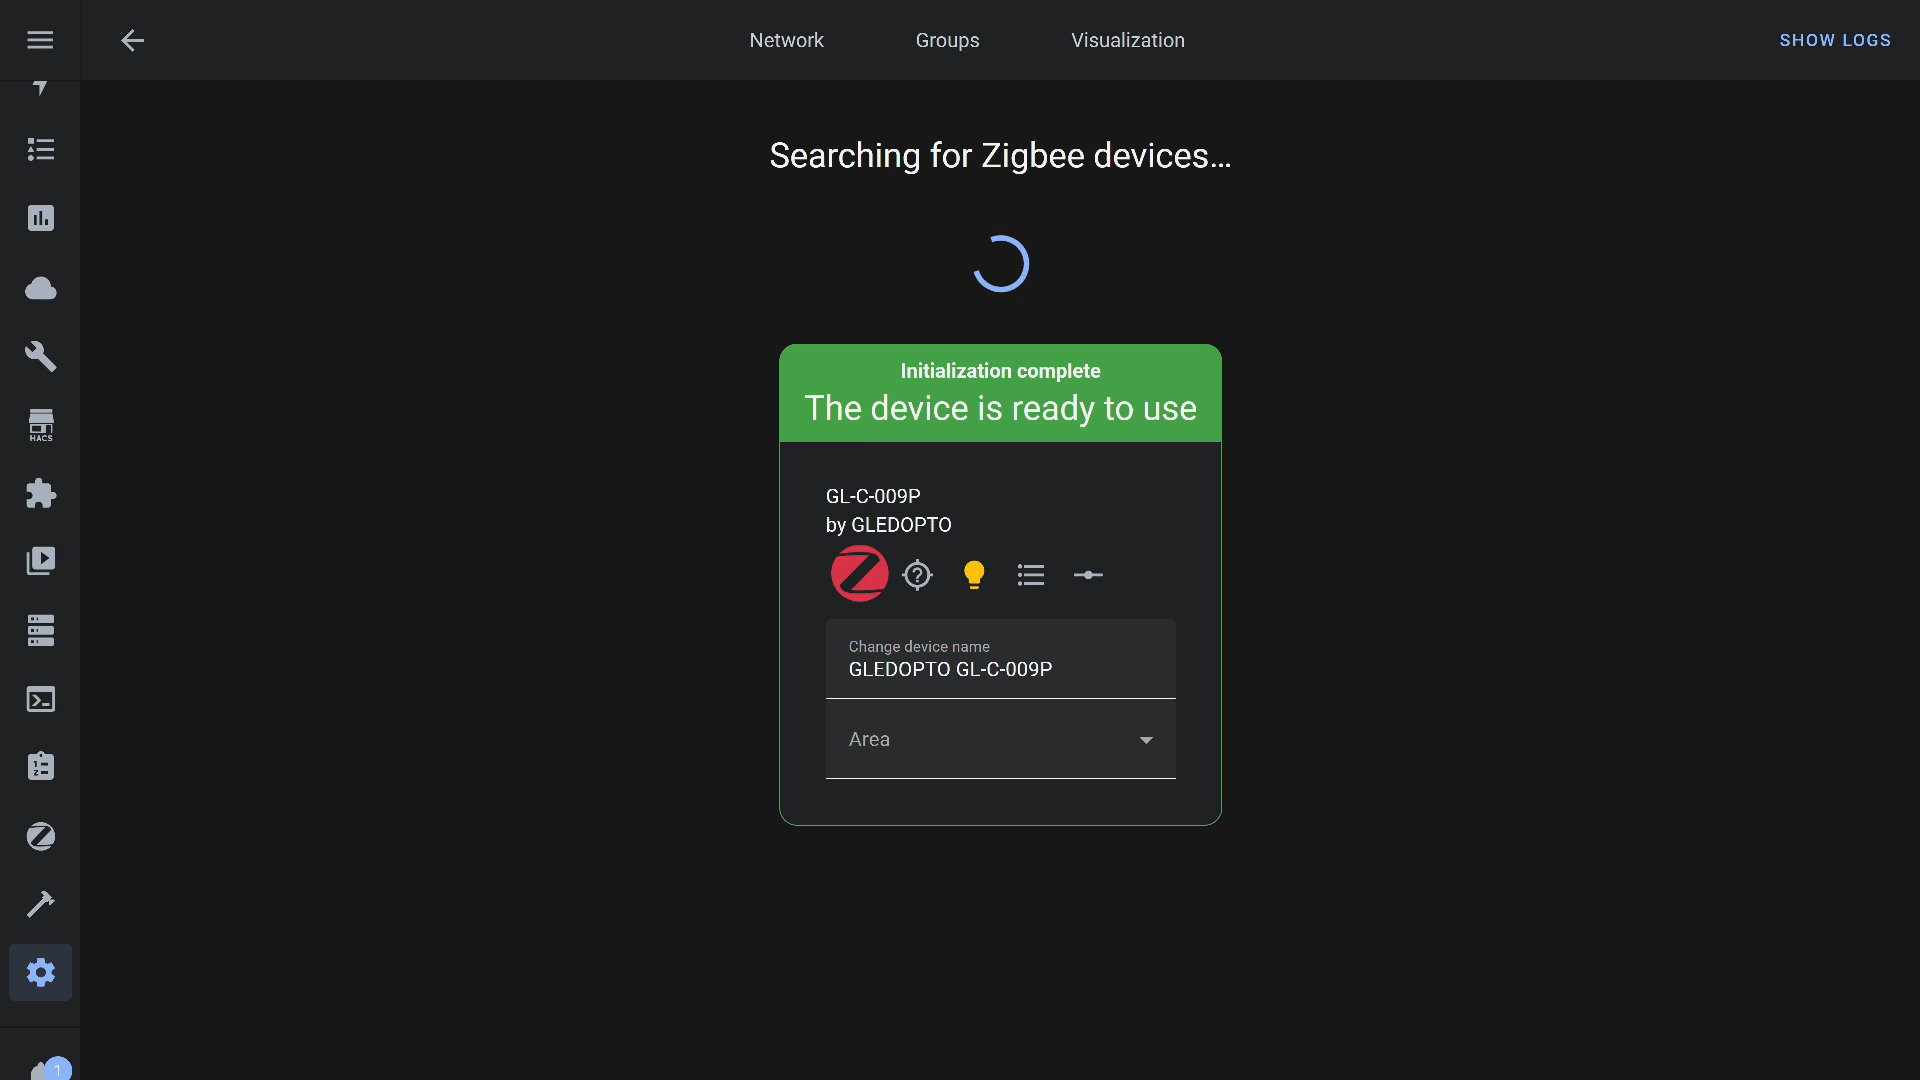 Network Groups Visualization SHOW LOGS
Searching for Zigbee devices...
Initialization complete
The device is ready to use
GL-C-009P
by GLEDOPTO
Change device name
GLEDOPTO GL-C-009P
Area
HACS
1